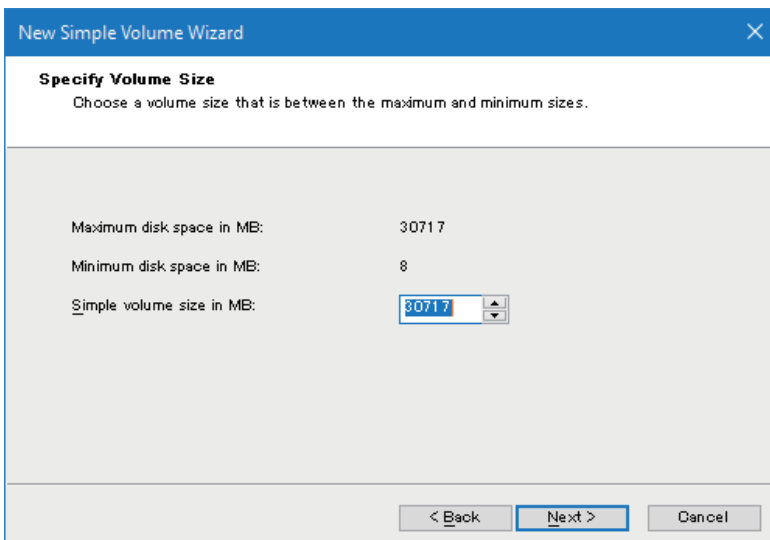 New Simple Volume Wizard
Specify Volume Size
Choose a volume size that is between the maximum and minimum sizes.
Maximum disk space in MB: 30717
Minimum disk space in MB: 8
Simple volume size in MB: 30717
< Back Next > Cancel